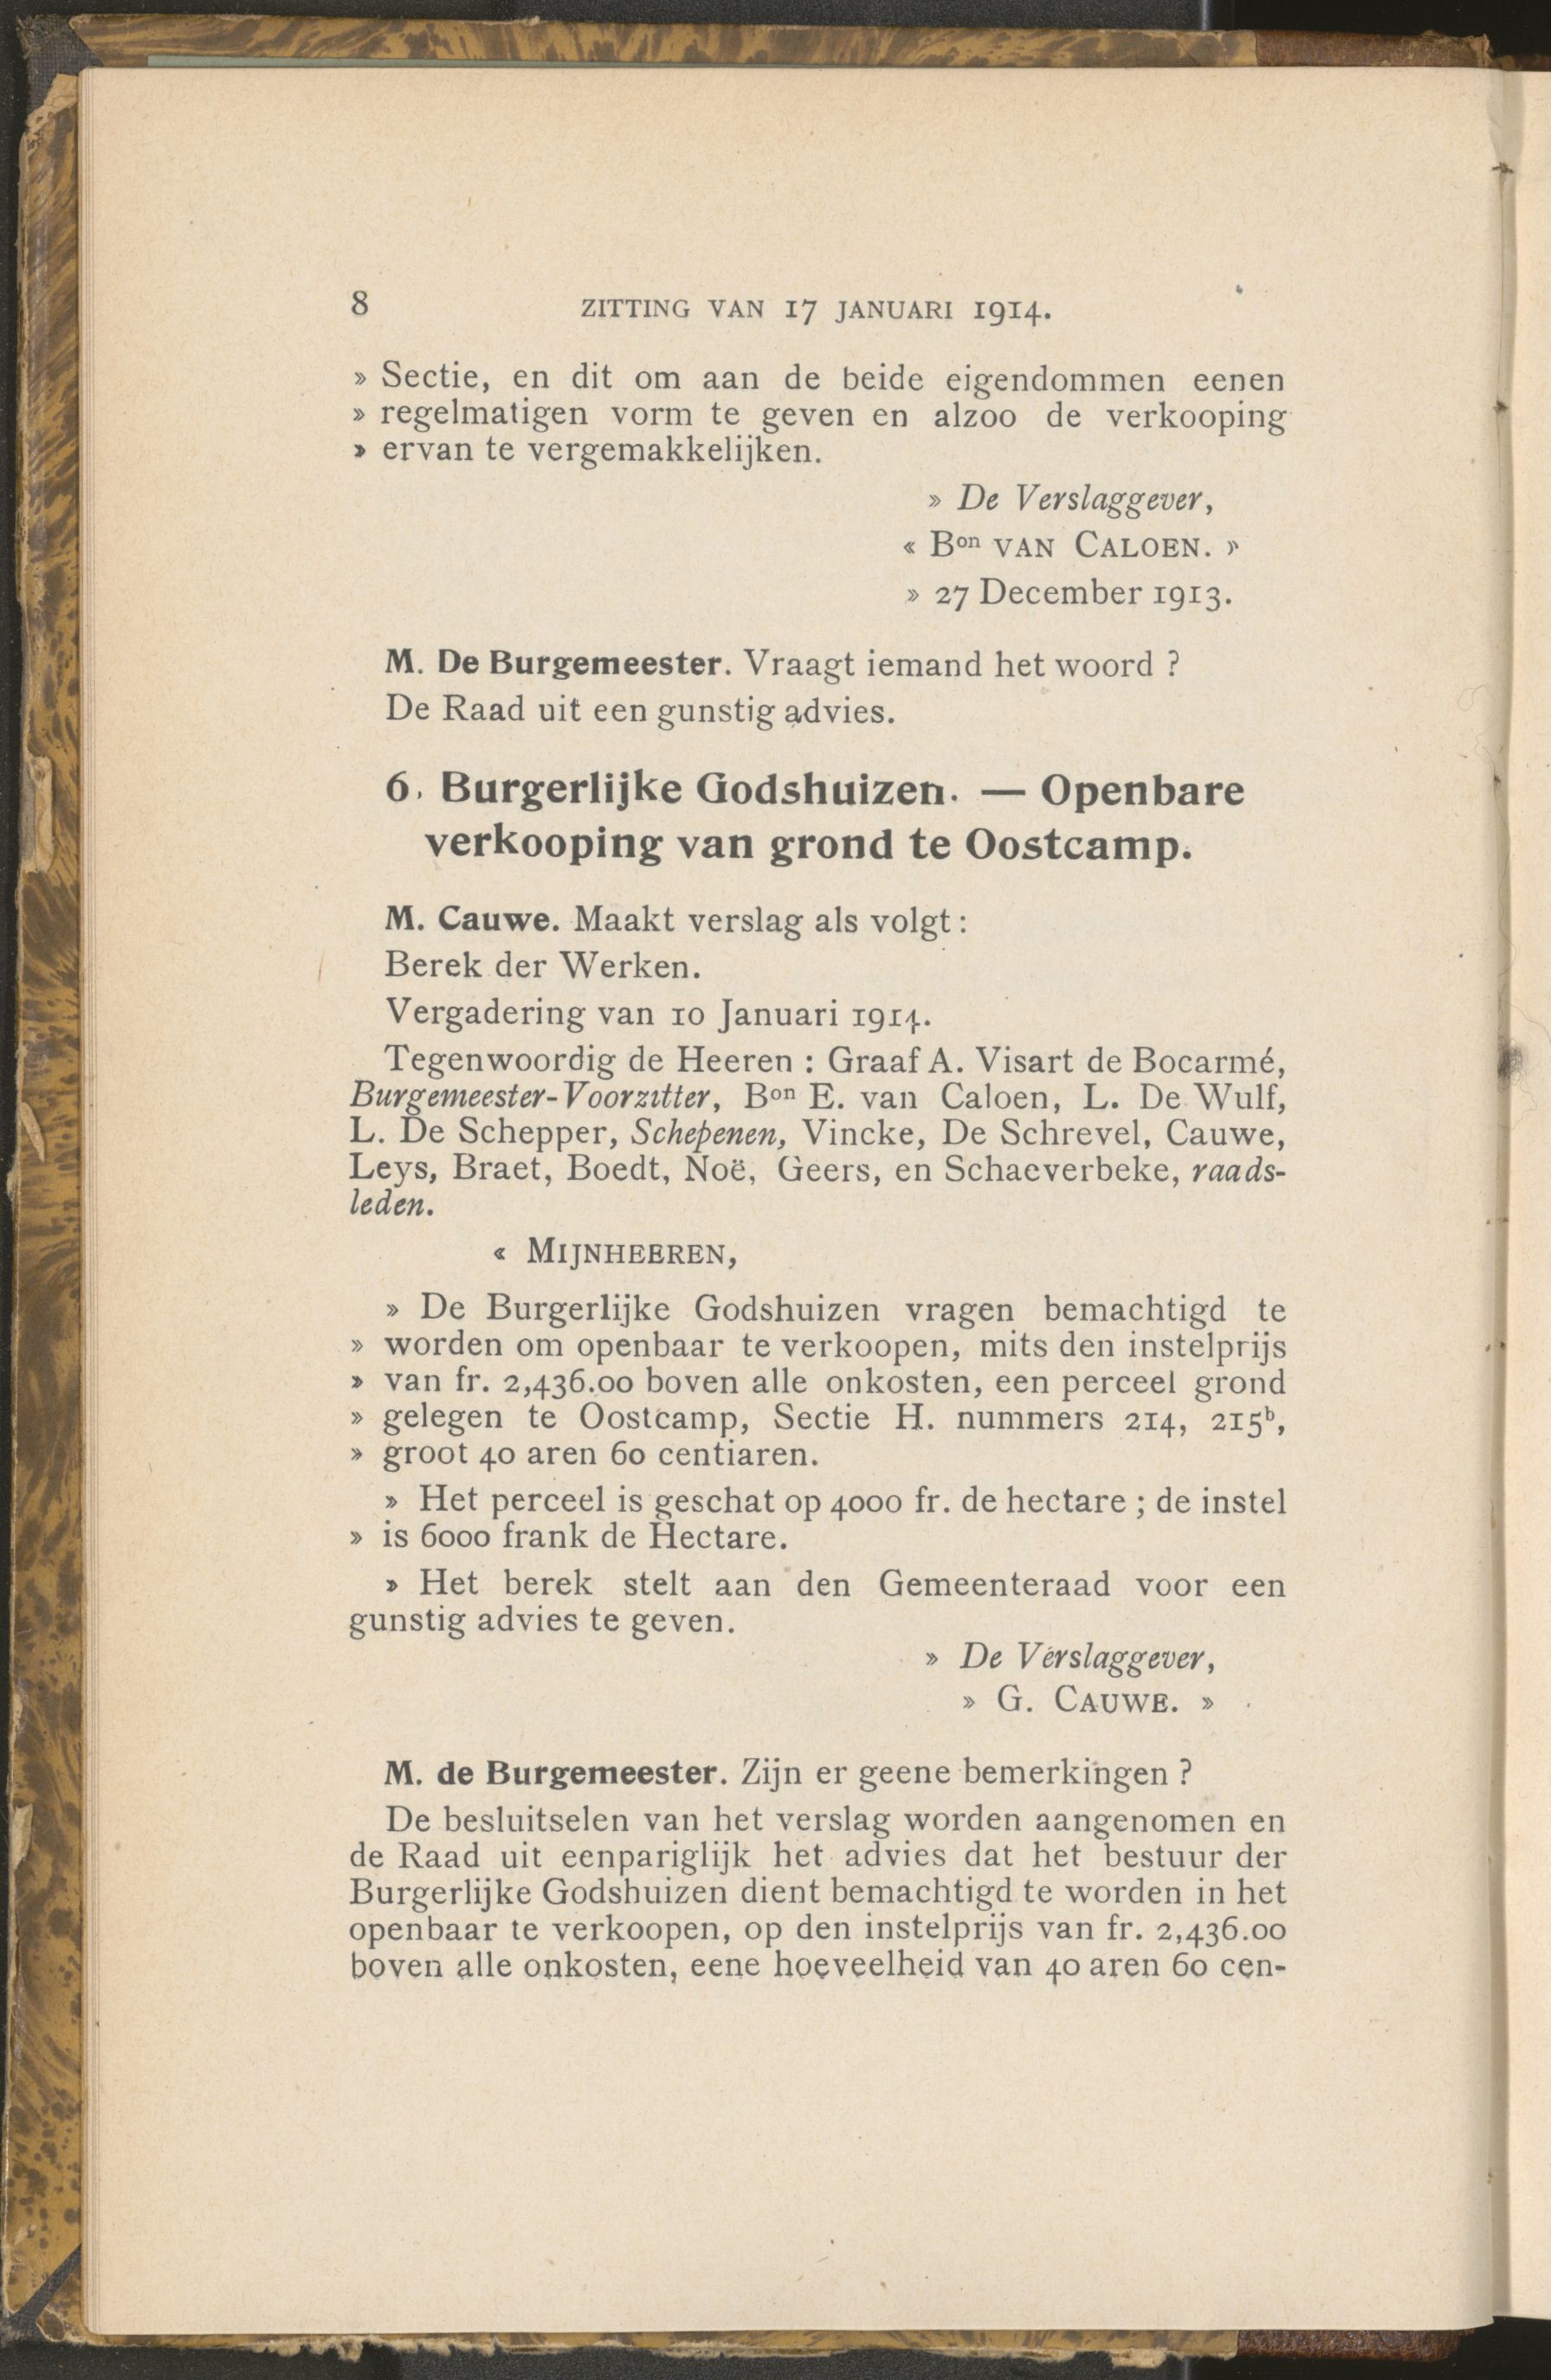 8 ZITTING VAN 17 JANUARI 1914.
» Sectie, en dit om aan de beide eigendommen eenen
» regelmatigen vorm te geven en alzoo de verkooping
» ervan te vergemakkelijken.
» De Verslaggever,
« Bon VAN CALOEN. »
» 27 December 1913.
M. De Burgemeester. Vraagt iemand het woord ?
De Raad uit een gunstig advies.
6. Burgerlijke Godshuizen. — Openbare
verkooping van grond te Oostcamp.
M. Cauwe. Maakt verslag als volgt :
Berek der Werken.
Vergadering van 10 Januari 1914.
Tegenwoordig de Heeren : Graaf A. Visart de Bocarmé,
Burgemeester-Voorzitter, Bon E. van Caloen, L. De Wulf,
L. De Schepper, Schepenen, Vincke, De Schrevel, Cauwe,
Leys, Braet, Boedt, Noë, Geers, en Schaeverbeke, raads-
leden.
« MIJNHEEREN,
» De Burgerlijke Godshuizen vragen bemachtigd te
» worden om openbaar te verkoopen, mits den instelprijs
» van fr. 2,436.00 boven alle onkosten, een perceel grond
» gelegen te Oostcamp, Sectie H. nummers 214, 215b,
» groot 40 aren 60 centiaren.
» Het perceel is geschat op 4000 fr. de hectare ; de instel
» is 6000 frank de Hectare.
» Het berek stelt aan den Gemeenteraad voor een
gunstig advies te geven.
» De Verslaggever,
» G. CAUWE. »
M. de Burgemeester. Zijn er geene bemerkingen ?
De besluitselen van het verslag worden aangenomen en
de Raad uit eenpariglijk het advies dat het bestuur der
Burgerlijke Godshuizen dient bemachtigd te worden in het
openbaar te verkoopen, op den instelprijs van fr. 2,436.00
boven alle onkosten, eene hoeveelheid van 40 aren 60 cen-